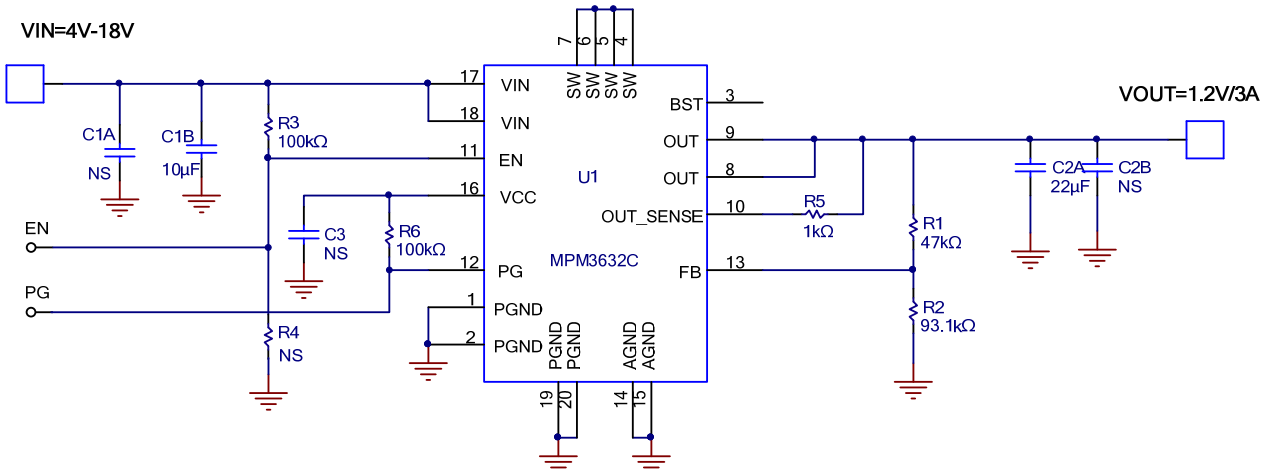 VIN=4V-18V
VOUT=1.2V/3A
7
6
5
4
SW
SW
SW
SW
17
VIN
18
VIN
11
EN
16
VCC
12
PG
1
PGND
2
PGND
BST
3
OUT
9
OUT
8
OUT_SENSE
10
FB
13
U1
MPM3632C
PGND
PGND
AGND
AGND
19
20
14
15
C1A
NS
C1B
10µF
R3
100kΩ
C3
NS
R6
100kΩ
EN
PG
R4
NS
R5
1kΩ
R1
47kΩ
R2
93.1kΩ
C2A
22µF
C2B
NS